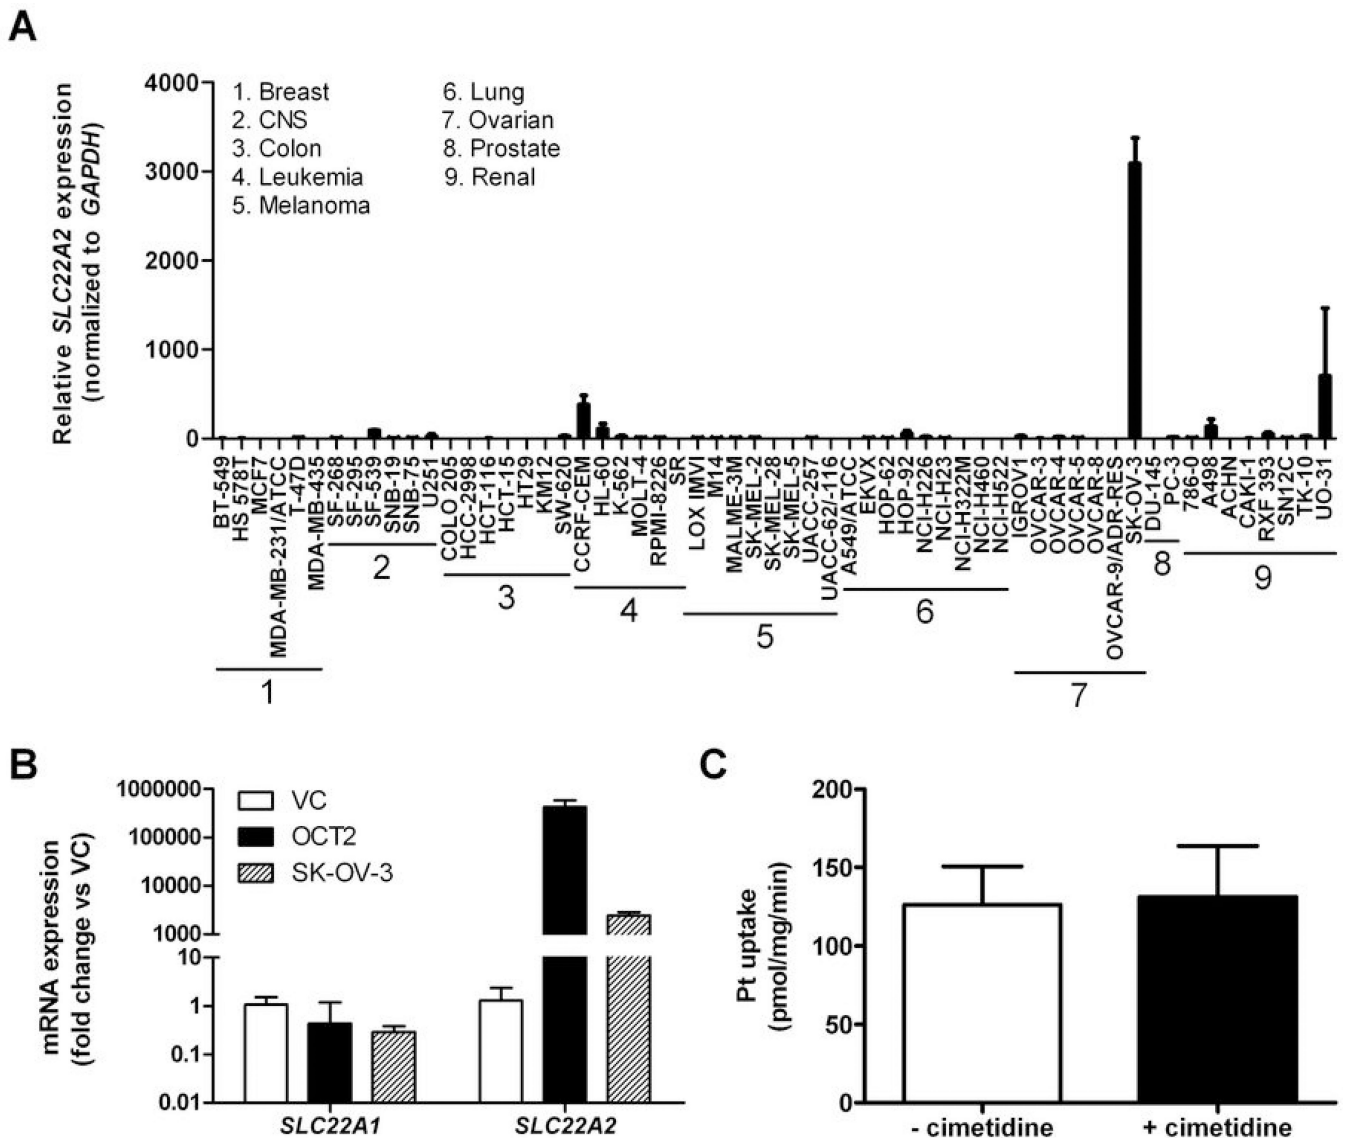 A
Relative SLC22A2 expression
(normalized to GAPDH)
4000
3000
2000
1000
0
1. Breast
2. CNS
3. Colon
4. Leukemia
5. Melanoma
6. Lung
7. Ovarian
8. Prostate
9. Renal
BT-549
HS 578T
MCF7
MDA-MB-231/ATCC
T-47D
MDA-MB-435
SF-268
SF-295
SF-539
SNB-19
SNB-75
U251
COLO 205
HCC-2998
HCT-116
HCT-15
HT29
KM12
SW-620
CCRF-CEM
HL-60
K-562
MOLT-4
RPMI-8226
SR
LOX IMVI
M14
MALME-3M
SK-MEL-2
SK-MEL-28
SK-MEL-5
UACC-257
UACC-62/-116
A549/ATCC
EKVX
HOP-62
HOP-92
NCI-H226
NCI-H23
NCI-H322M
NCI-H460
NCI-H522
IGROV1
OVCAR-3
OVCAR-4
OVCAR-5
OVCAR-8
OVCAR-9/ADR-RES
SK-OV-3
DU-145
PC-3
786-0
A498
ACHN
CAKI-1
RXF 393
SN12C
TK-10
UO-31
1
2
3
4
5
6
7
8
9
B
mRNA expression
(fold change vs VC)
1000000
100000
10000
1000
10
1
0.1
0.01
VC
OCT2
SK-OV-3
SLC22A1
SLC22A2
C
Pt uptake
(pmol/mg/min)
200
150
100
50
0
- cimetidine
+ cimetidine